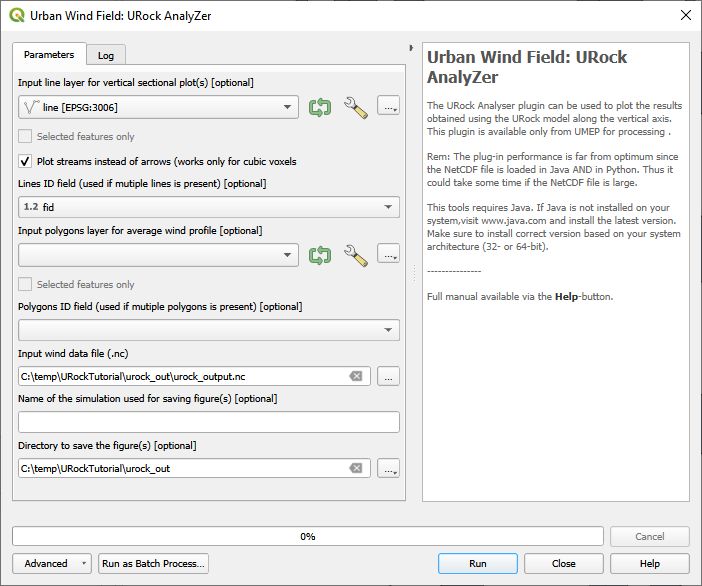 Urban Wind Field: URock AnalyZer
Parameters
Log
Input line layer for vertical sectional plot(s) [optional]
line [EPSG:3006]
...
Selected features only
Plot streams instead of arrows (works only for cubic voxels
Lines ID field (used if mutiple lines is present) [optional]
1.2 fid
Input polygons layer for average wind profile [optional]
...
Selected features only
Polygons ID field (used if mutiple polygons is present) [optional]
Input wind data file (.nc)
C:\temp\URockTutorial\urock_out\urock_output.nc
...
Name of the simulation used for saving figure(s) [optional]
Directory to save the figure(s) [optional]
C:\temp\URockTutorial\urock_out
...
Urban Wind Field: URock
AnalyZer
The URock Analyser plugin can be used to plot the results
obtained using the URock model along the vertical axis.
This plugin is available only from UMEP for processing .
Rem: The plug-in performance is far from optimum since
the NetCDF file is loaded in Java AND in Python. Thus it
could take some time if the NetCDF file is large.
This tools requires Java. If Java is not installed on your
system,visit www.java.com and install the latest version.
Make sure to install correct version based on your system
architecture (32- or 64-bit).
---------------
Full manual available via the Help-button.
0%
Cancel
Advanced
Run as Batch Process...
Run
Close
Help